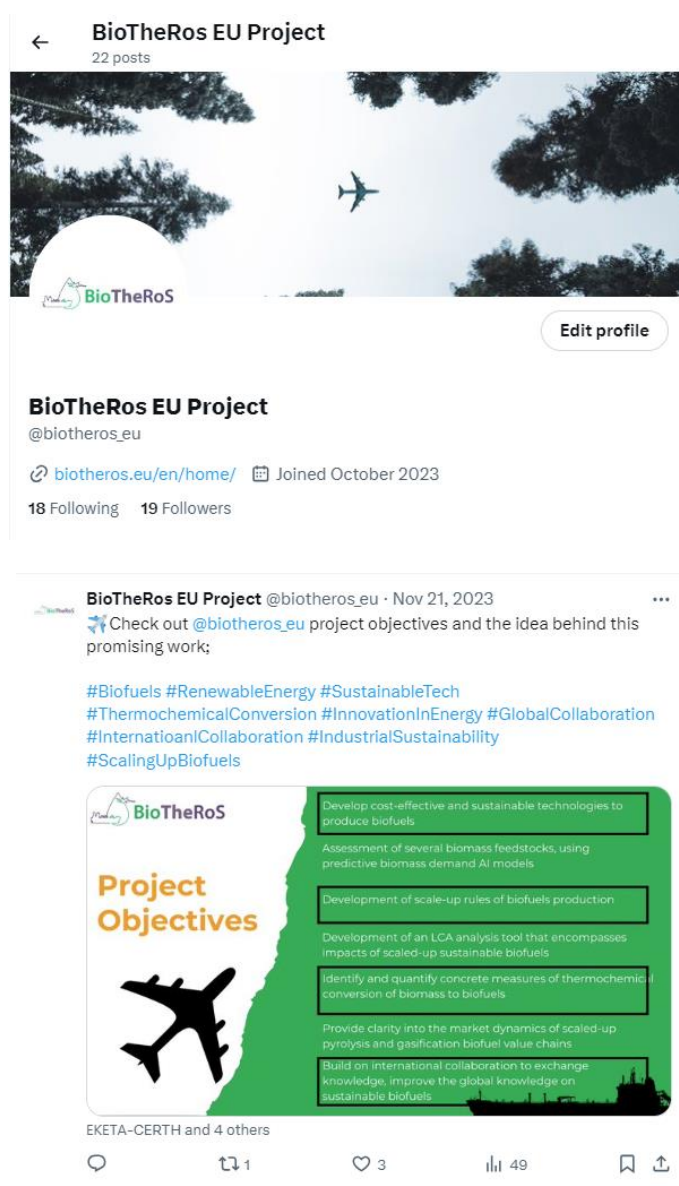 BioTheRos EU Project
22 posts
BioTheRoS
Edit profile
BioTheRos EU Project
@biotheros_eu
biotheros.eu/en/home/ Joined October 2023
18 Following 19 Followers
BioTheRos EU Project @biotheros_eu · Nov 21, 2023
Check out @biotheros_eu project objectives and the idea behind this
promising work;
#Biofuels #RenewableEnergy #SustainableTech
#ThermochemicalConversion #InnovationInEnergy #GlobalCollaboration
#InternatioanlCollaboration #IndustrialSustainability
#ScalingUpBiofuels
BioTheRoS
Project
Objectives
Develop cost-effective and sustainable technologies to
produce biofuels
Assessment of several biomass feedstocks, using
predictive biomass demand AI models
Development of scale-up rules of biofuels production
Development of an LCA analysis tool that encompasses
impacts of scaled-up sustainable biofuels
Identify and quantify concrete measures of thermochemical
conversion of biomass to biofuels
Provide clarity into the market dynamics of scaled-up
pyrolysis and gasification biofuel value chains
Build on international collaboration to exchange
knowledge, improve the global knowledge on
sustainable biofuels
EKETA-CERTH and 4 others
1 3 49